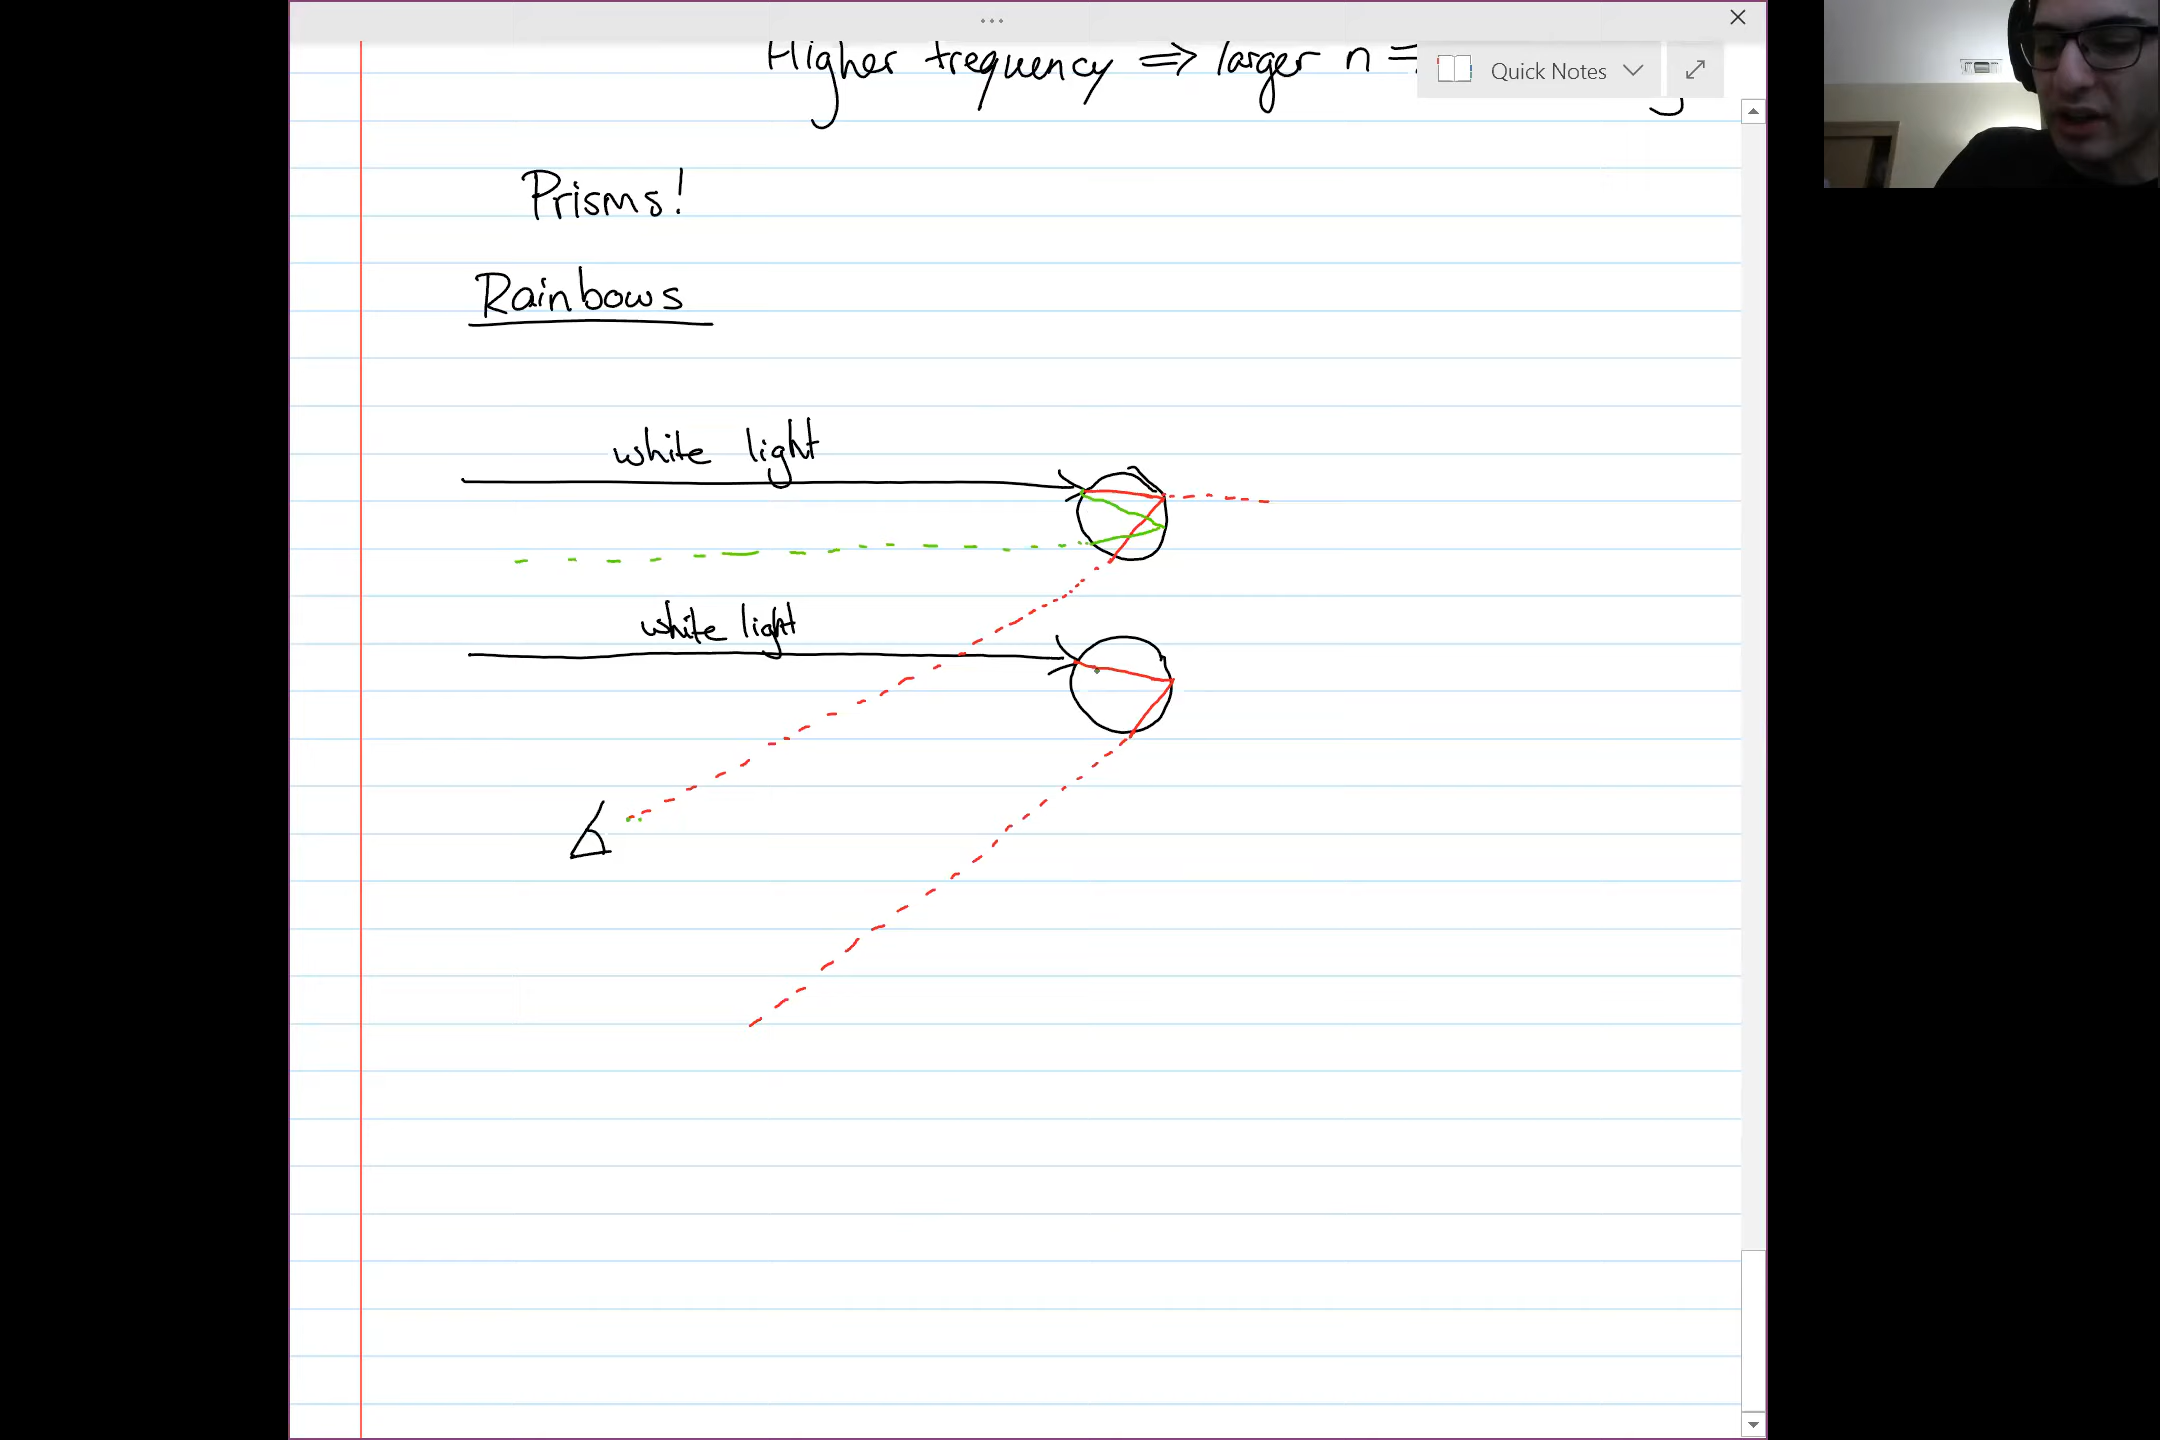 Higher frequency ⇒ larger n =
Quick Notes
Prisms!
Rainbows
white light
white light